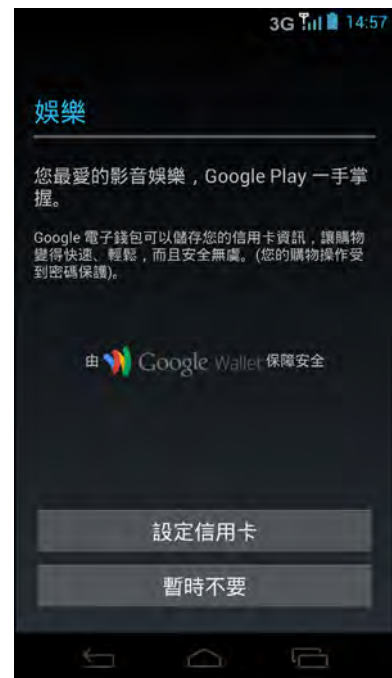 3G 14:57
娛樂
您最愛的影音娛樂，Google Play 一手掌
握。
Google 電子錢包可以儲存您的信用卡資訊，讓購物
變得快速、輕鬆，而且安全無虞。(您的購物操作受
到密碼保護)。
由 Google Wallet 保障安全
設定信用卡
暫時不要